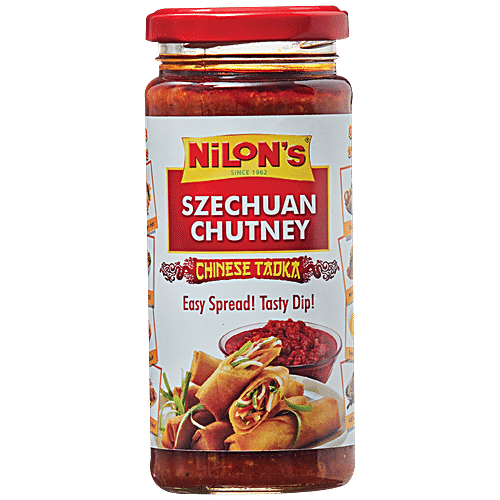 NiLON'S
SINCE 1962
SZECHUAN
CHUTNEY
CHINESE TADKA
Easy Spread! Tasty Dip!